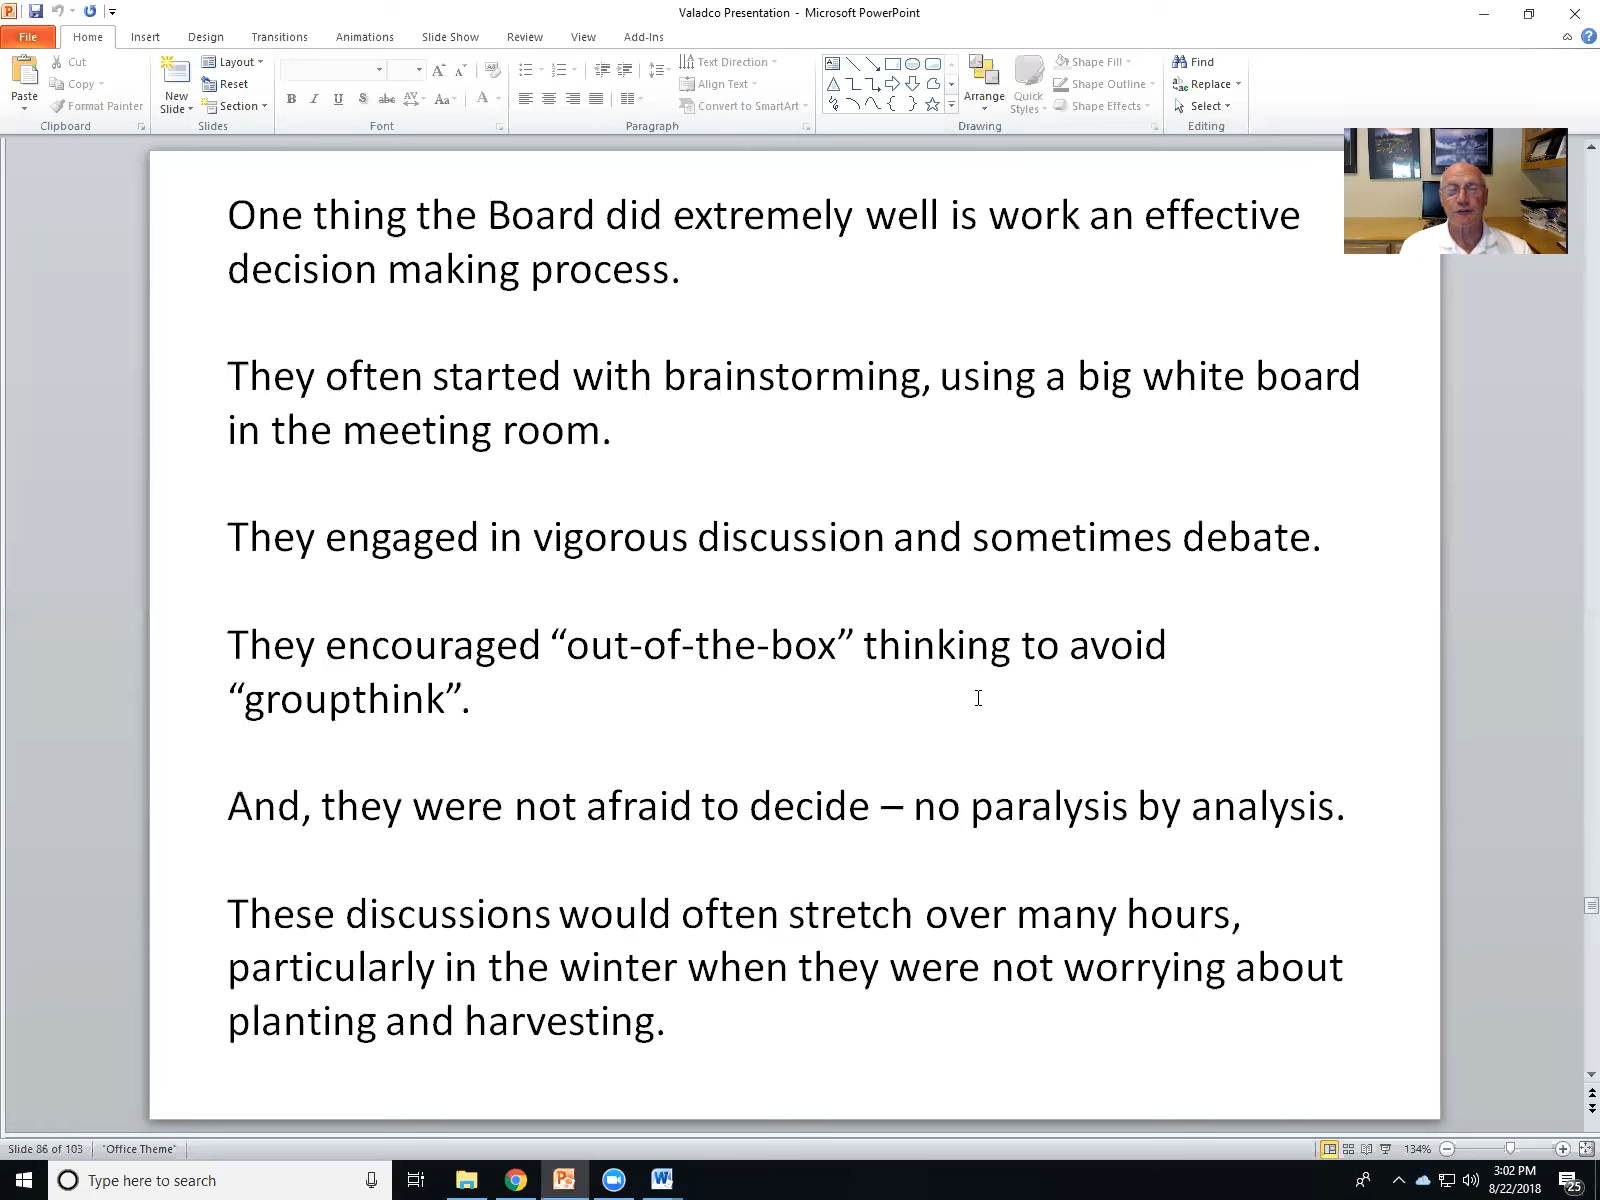 Valadco Presentation - Microsoft PowerPoint
File Home Insert Design Transitions Animations Slide Show Review View Add-Ins
Paste
Cut
Copy
Format Painter
Clipboard
New
Slide
Layout
Reset
Section
Slides
Font
Text Direction
Align Text
Convert to SmartArt
Paragraph
Arrange
Quick
Styles
Shape Fill
Shape Outline
Shape Effects
Drawing
Find
Replace
Select
Editing
One thing the Board did extremely well is work an effective
decision making process.
They often started with brainstorming, using a big white board
in the meeting room.
They engaged in vigorous discussion and sometimes debate.
They encouraged “out-of-the-box” thinking to avoid
“groupthink”.
And, they were not afraid to decide – no paralysis by analysis.
These discussions would often stretch over many hours,
particularly in the winter when they were not worrying about
planting and harvesting.
Slide 86 of 103 "Office Theme" 134%
Type here to search
3:02 PM
8/22/2018
25